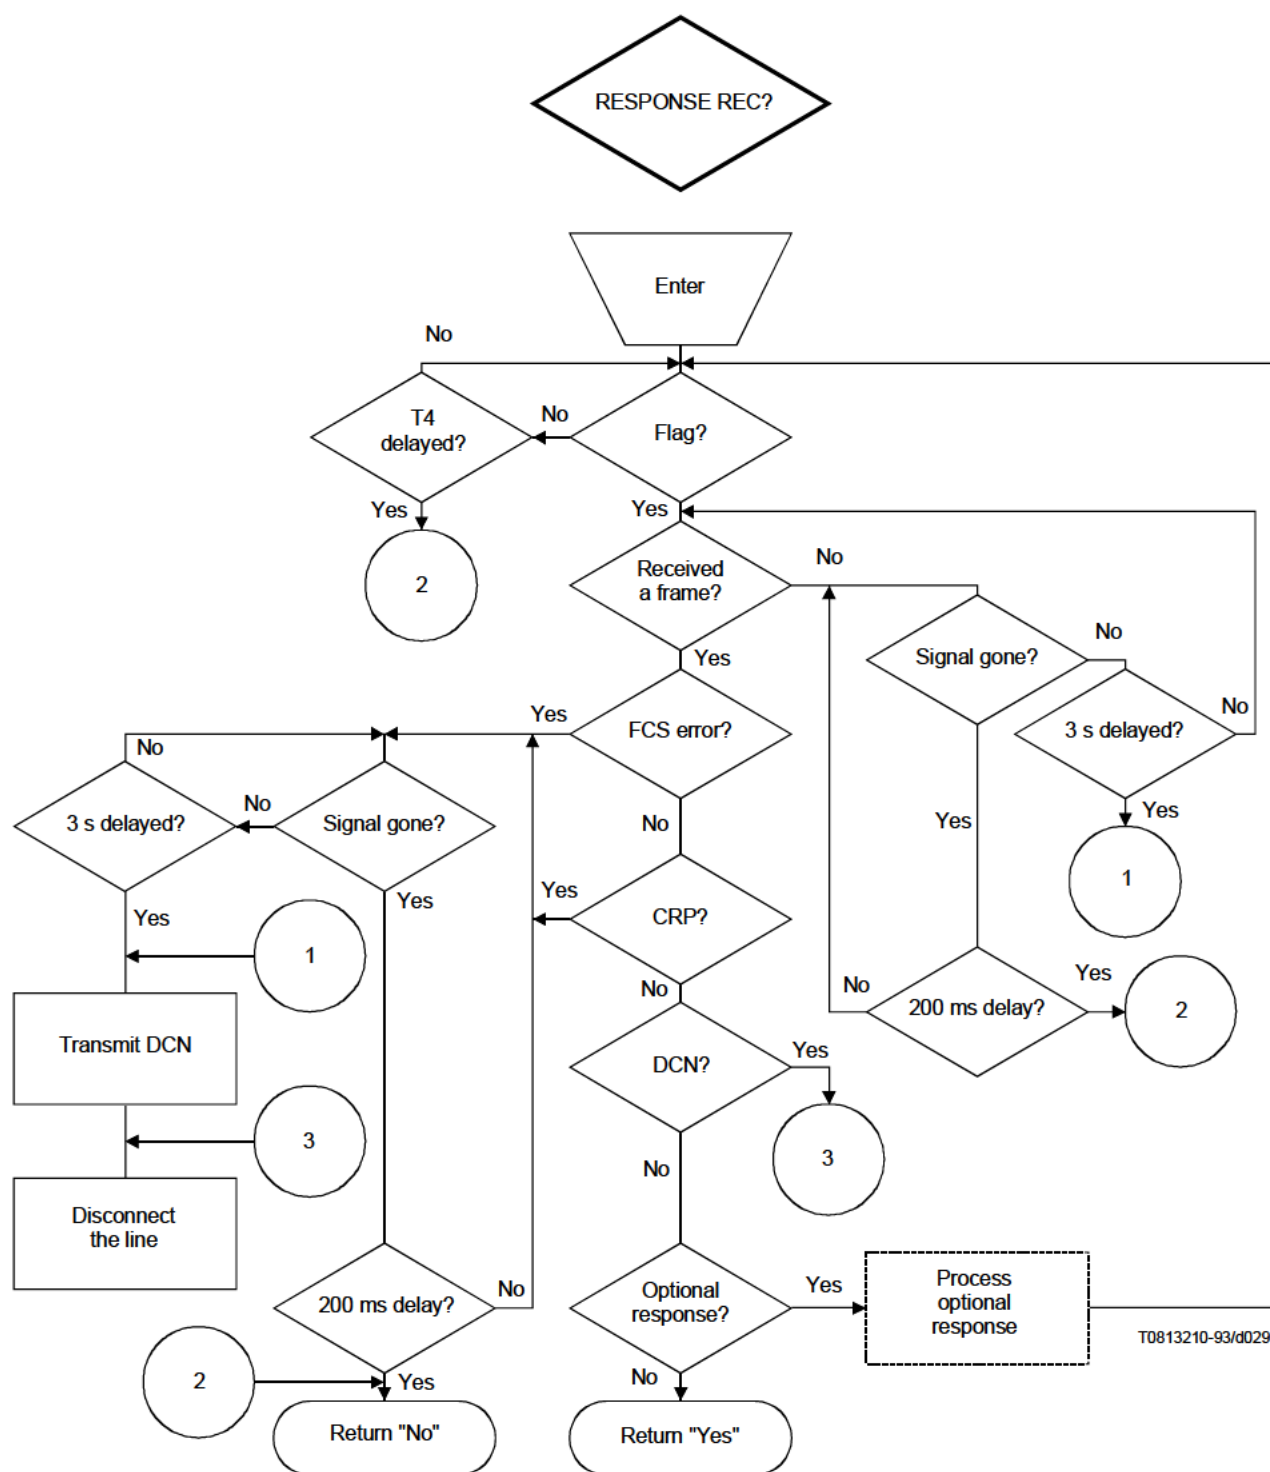 RESPONSE REC?
Enter
No
T4
delayed?
No
Flag?
Yes
Yes
2
Received
a frame?
No
Signal gone?
No
Yes
Yes
FCS error?
3 s delayed?
No
No
3 s delayed?
No
Signal gone?
No
Yes
Yes
1
Yes
Yes
Yes
CRP?
1
No
No
200 ms delay?
Yes
2
Transmit DCN
DCN?
Yes
3
3
No
Disconnect
the line
200 ms delay?
No
Optional
response?
Yes
Process
optional
response
T0813210-93/d029
2
Yes
No
Return "No"
Return "Yes"